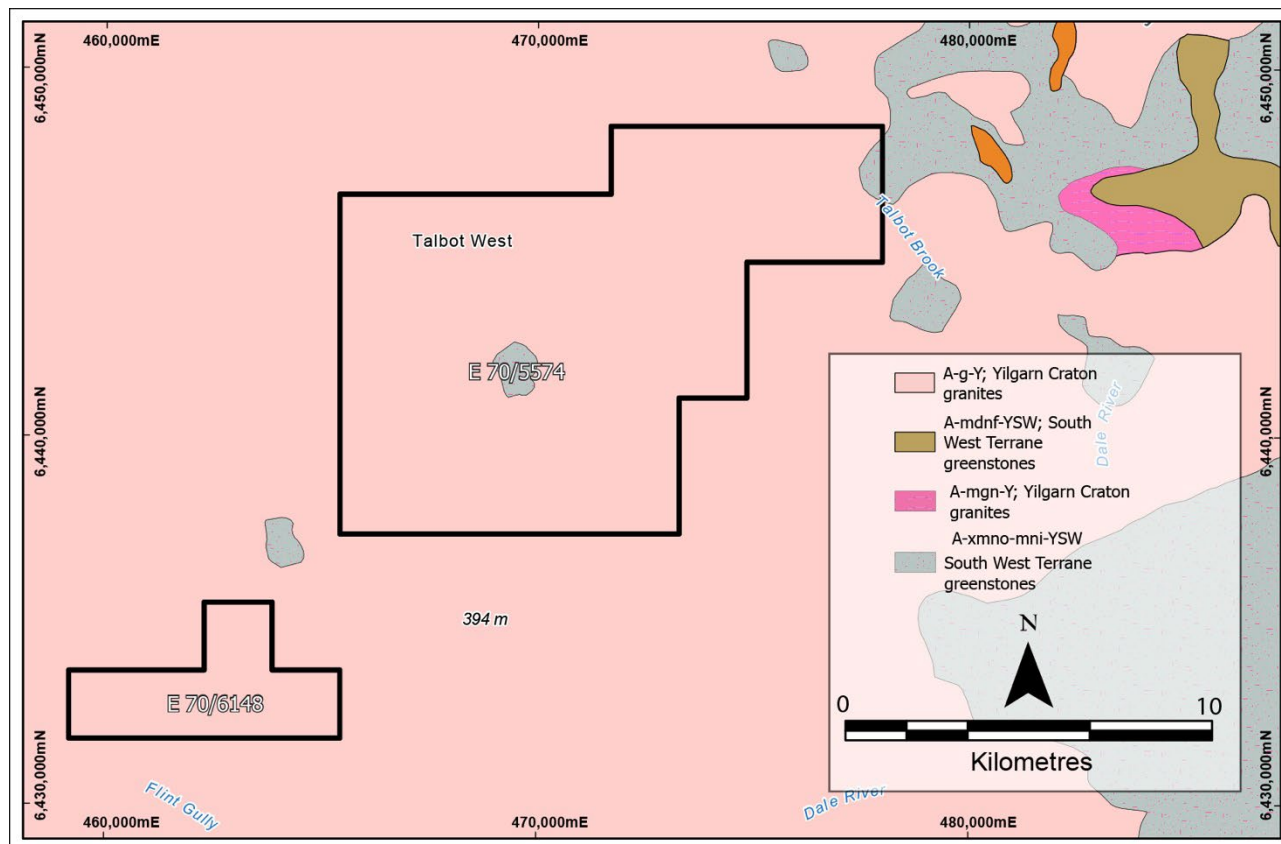 460,000mE
470,000mE
480,000mE
6,450,000mN
6,450,000mN
Talbot West
Talbot Brook
E 70/5574
A-g-Y; Yilgarn Craton
granites
A-mdnf-YSW; South
West Terrane
greenstones
A-mgn-Y; Yilgarn Craton
granites
A-xmno-mni-YSW
South West Terrane
greenstones
Dale River
6,440,000mN
6,440,000mN
394 m
N
E 70/6148
0
10
Kilometres
6,430,000mN
6,430,000mN
Flint Gully
Dale River
460,000mE
470,000mE
480,000mE